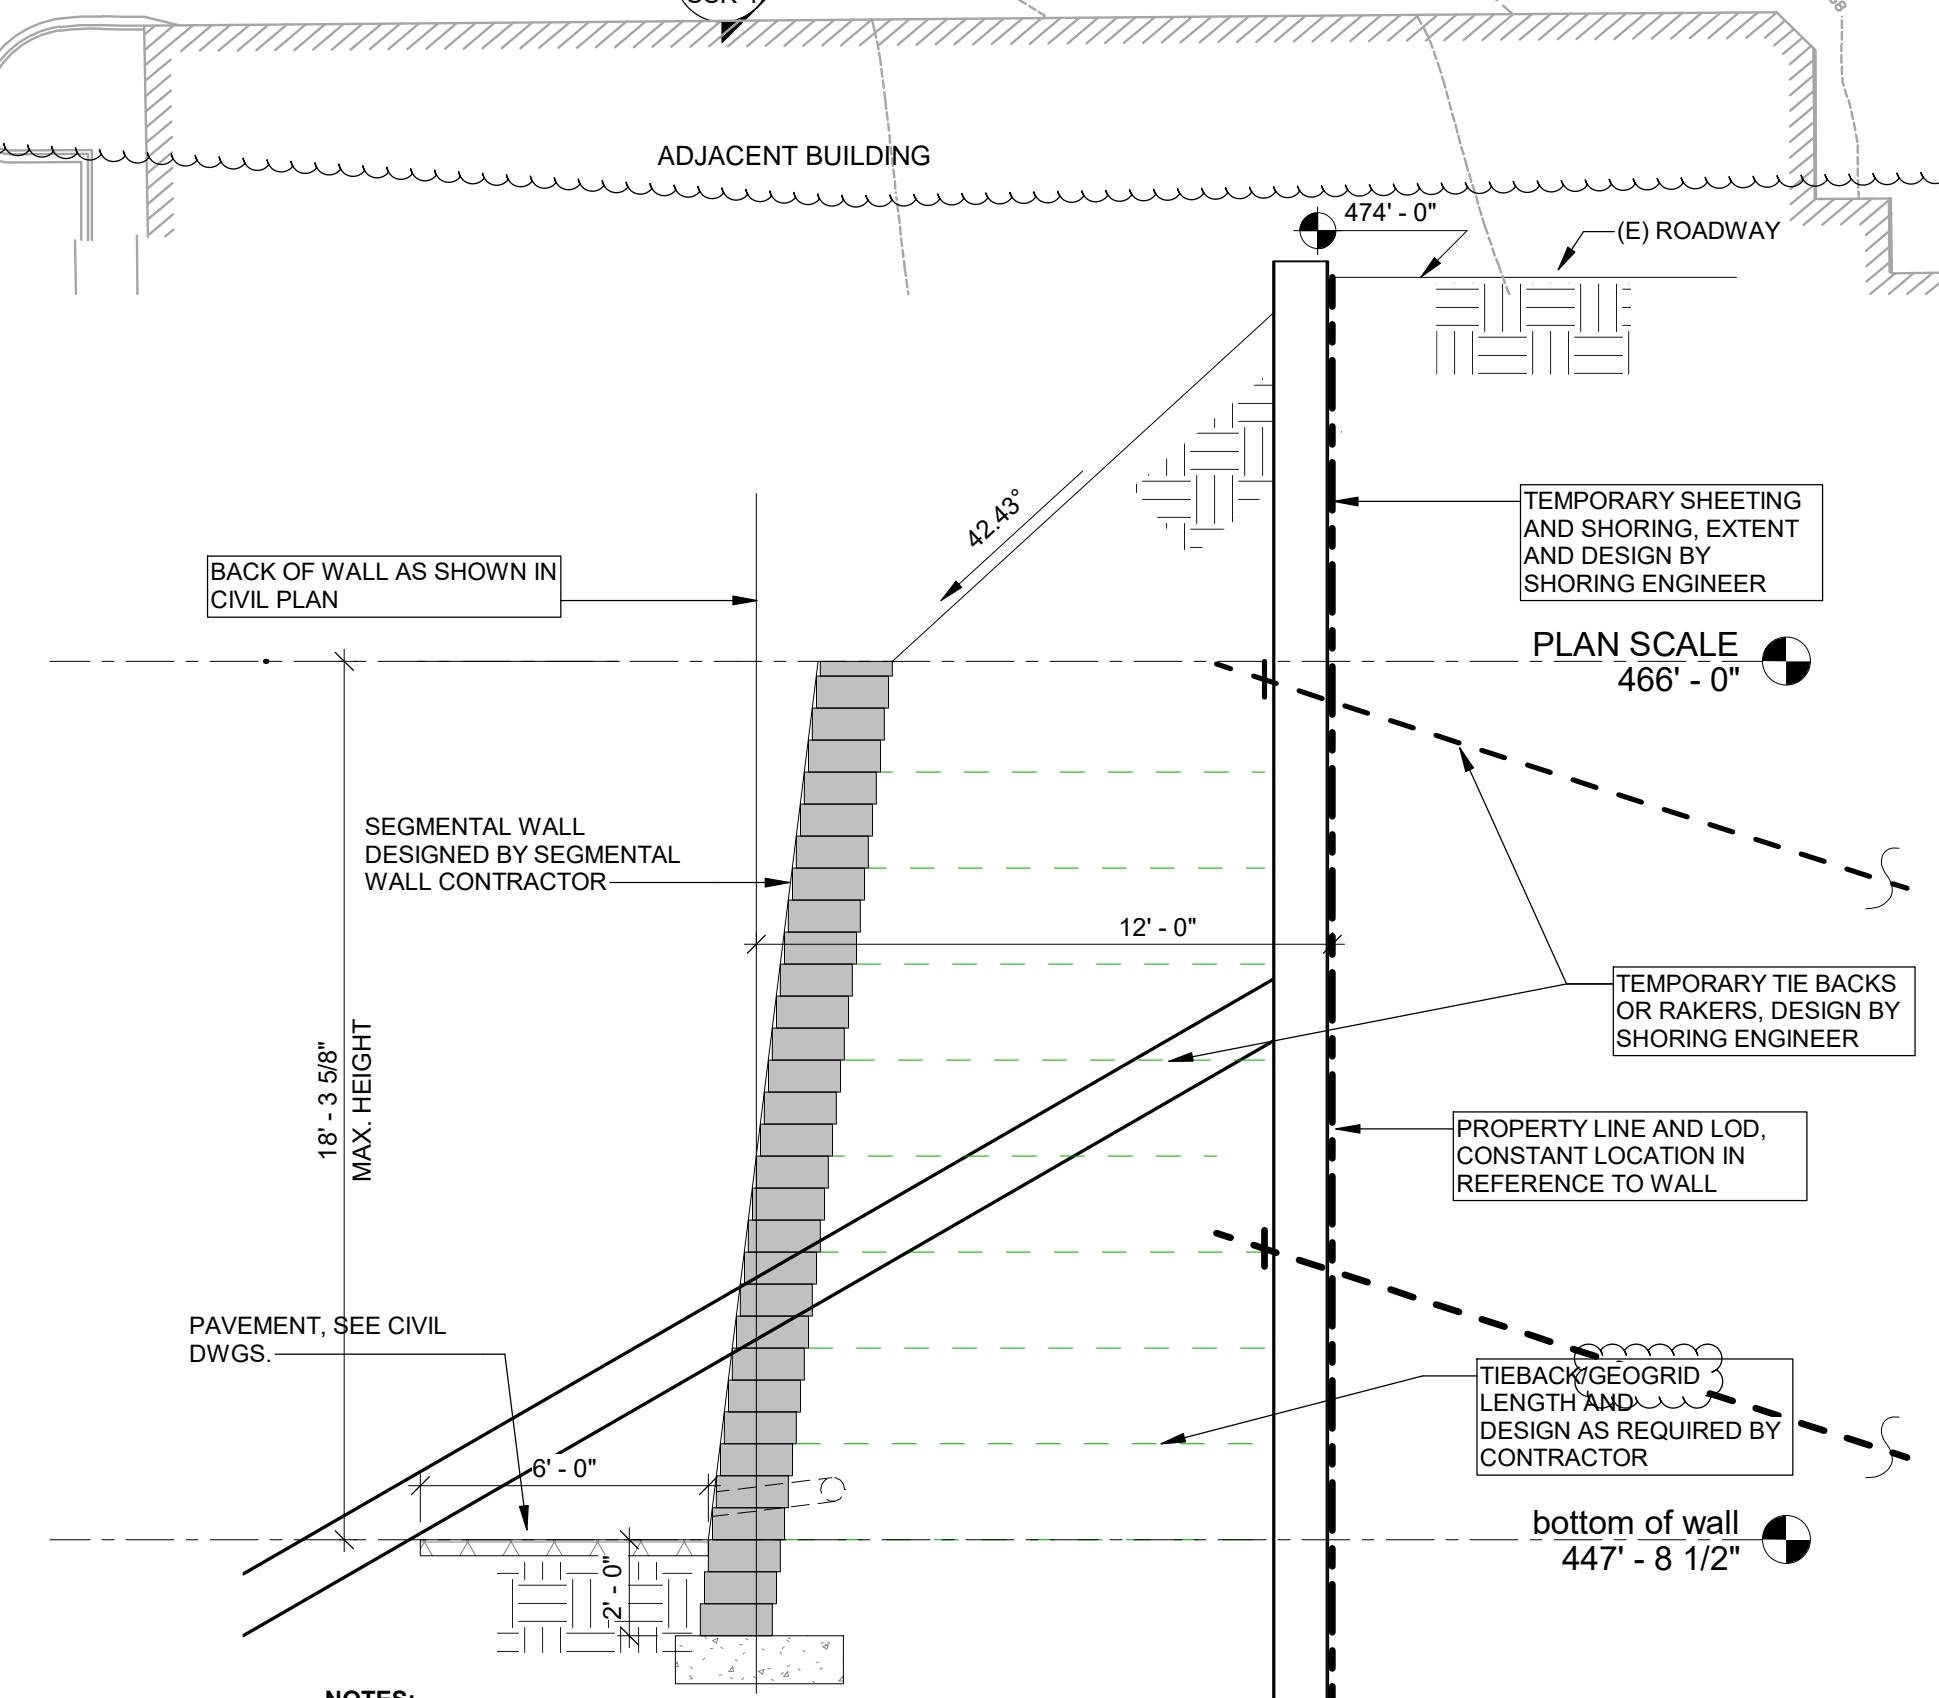 ADJACENT BUILDING
474' - 0"
(E) ROADWAY
TEMPORARY SHEETING
AND SHORING, EXTENT
AND DESIGN BY
SHORING ENGINEER
42.43°
BACK OF WALL AS SHOWN IN
CIVIL PLAN
PLAN SCALE
466' - 0"
SEGMENTAL WALL
DESIGNED BY SEGMENTAL
WALL CONTRACTOR
12' - 0"
TEMPORARY TIE BACKS
OR RAKERS, DESIGN BY
SHORING ENGINEER
18' - 3 5/8"
MAX. HEIGHT
PROPERTY LINE AND LOD,
CONSTANT LOCATION IN
REFERENCE TO WALL
PAVEMENT, SEE CIVIL
DWGS.
TIEBACK/GEOGRID
LENGTH AND
DESIGN AS REQUIRED BY
CONTRACTOR
6' - 0"
bottom of wall
447' - 8 1/2"
2' - 0"
NOTES: